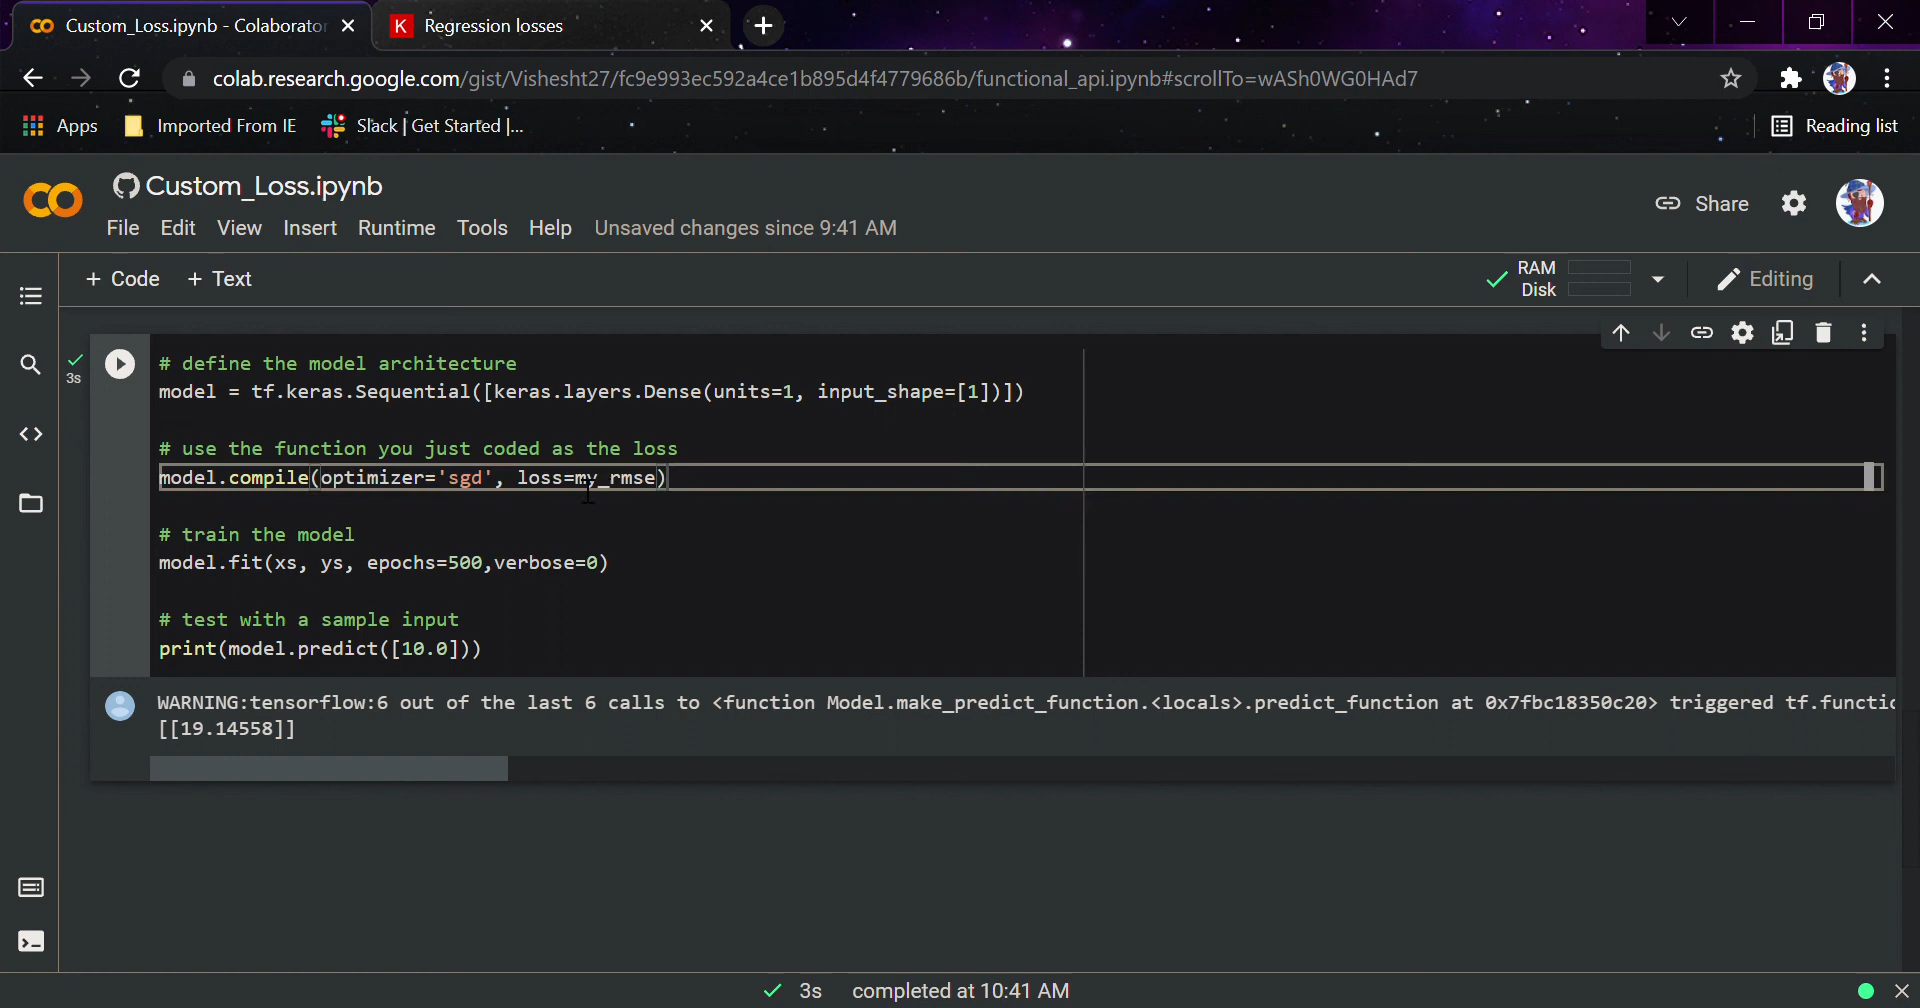 Custom_Loss.ipynb - Colaborator
Regression losses
colab.research.google.com/gist/Vishesht27/fc9e993ec592a4ce1b895d4f4779686b/functional_api.ipynb#scrollTo=wASh0WG0HAd7
Apps
Imported From IE
Slack | Get Started |...
Reading list
Custom_Loss.ipynb
Share
File Edit View Insert Runtime Tools Help Unsaved changes since 9:41 AM
+ Code + Text
RAM
Disk
Editing
3s
# define the model architecture
model = tf.keras.Sequential([keras.layers.Dense(units=1, input_shape=[1])])
# use the function you just coded as the loss
model.compile(optimizer='sgd', loss=my_rmse)
# train the model
model.fit(xs, ys, epochs=500,verbose=0)
# test with a sample input
print(model.predict([10.0]))
WARNING:tensorflow:6 out of the last 6 calls to <function Model.make_predict_function.<locals>.predict_function at 0x7fbc18350c20> triggered tf.functio
[[19.14558]]
3s completed at 10:41 AM